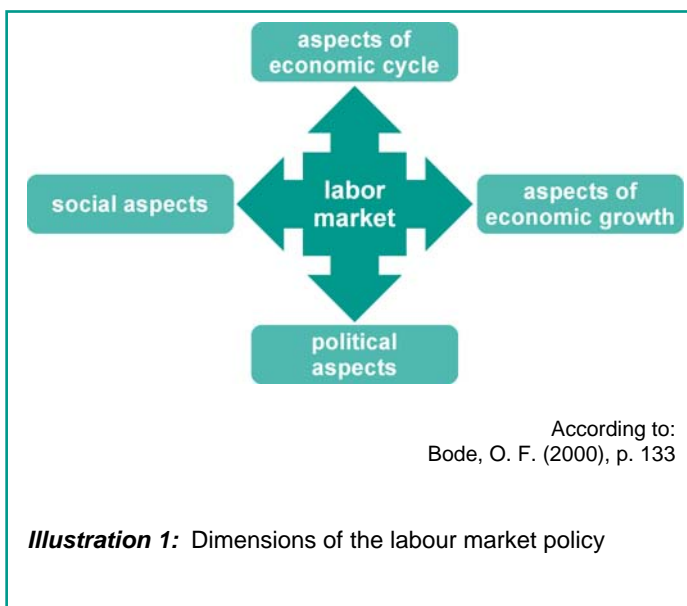 aspects of
economic cycle
social aspects
labor
market
aspects of
economic growth
political
aspects
According to:
Bode, O. F. (2000), p. 133
Illustration 1: Dimensions of the labour market policy